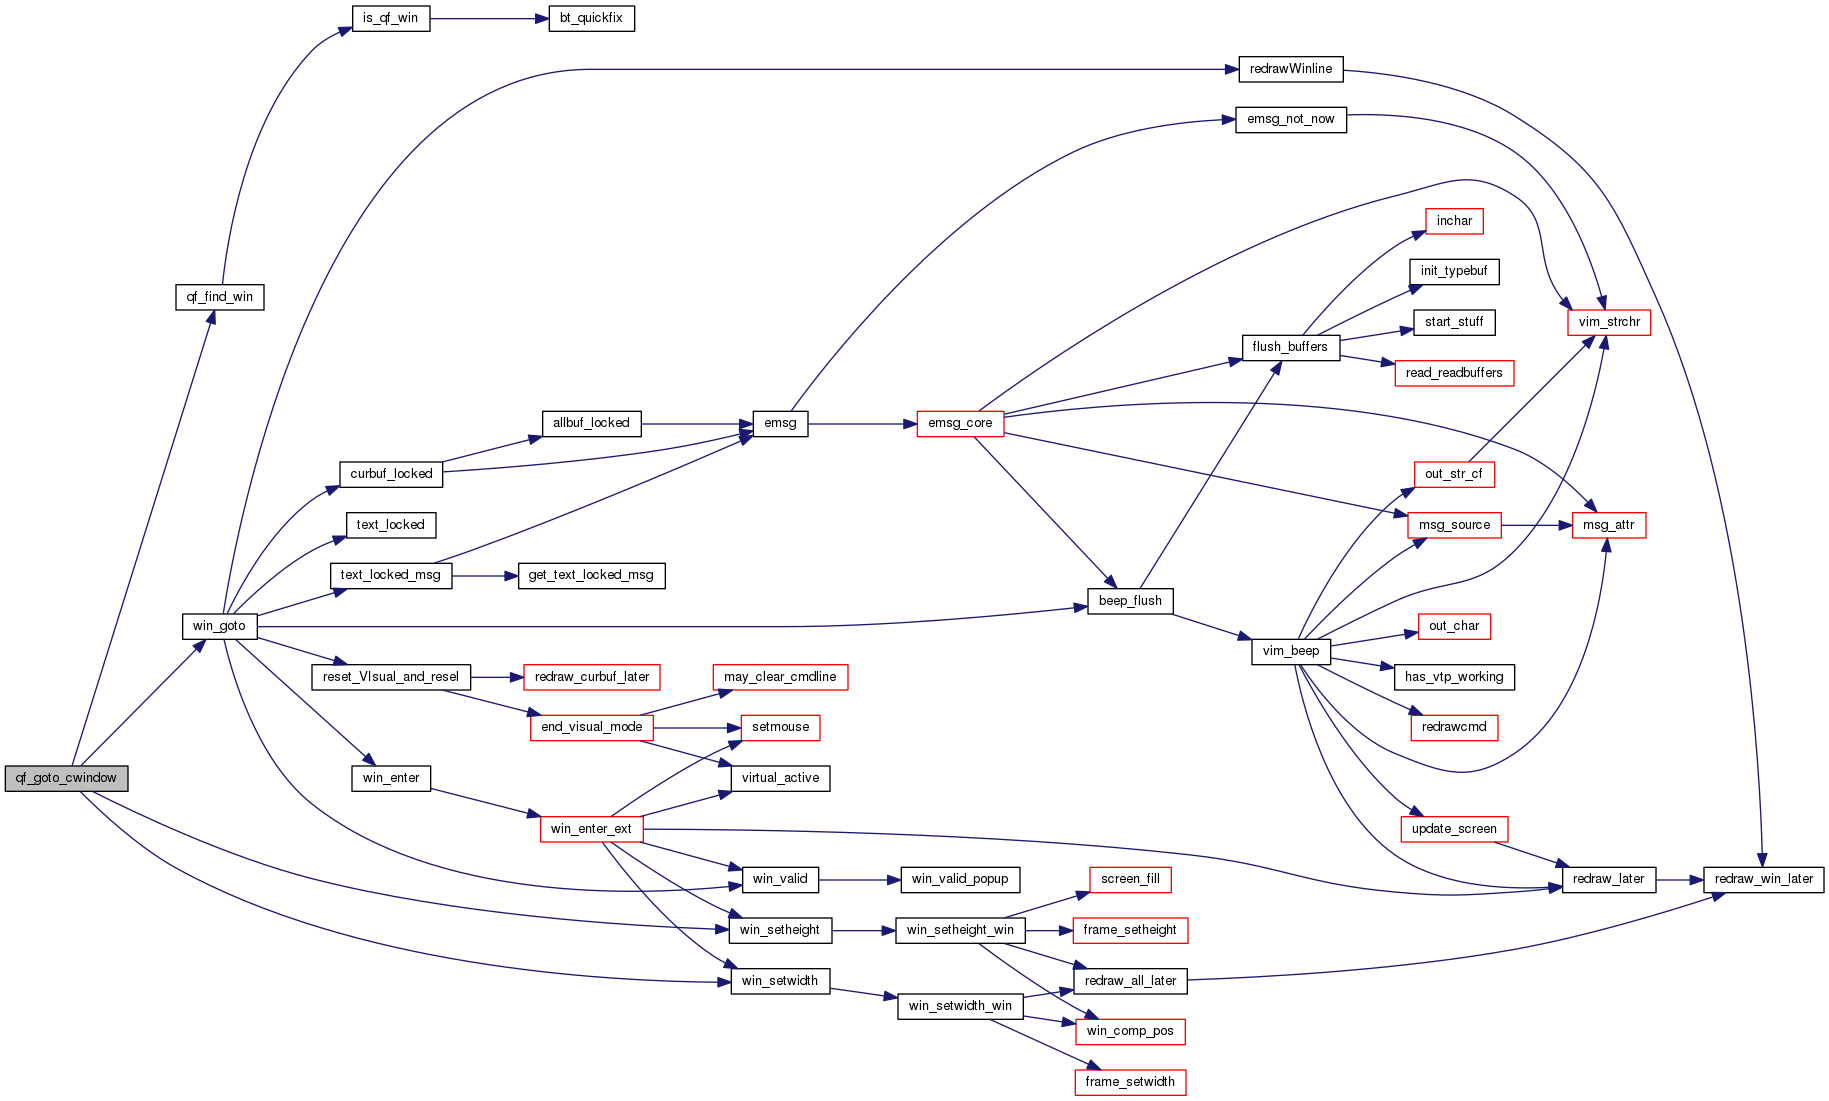 is_qf_win
bt_quickfix
redrawWinline
emsg_not_now
inchar
init_typebuf
qf_find_win
start_stuff
vim_strchr
flush_buffers
read_readbuffers
allbuf_locked
emsg
emsg_core
curbuf_locked
out_str_cf
text_locked
msg_source
msg_attr
text_locked_msg
get_text_locked_msg
beep_flush
win_goto
out_char
vim_beep
reset_VIsual_and_resel
redraw_curbuf_later
may_clear_cmdline
has_vtp_working
end_visual_mode
setmouse
redrawcmd
qf_goto_cwindow
win_enter
virtual_active
win_enter_ext
update_screen
win_valid
win_valid_popup
screen_fill
redraw_later
redraw_win_later
win_setheight
win_setheight_win
frame_setheight
win_setwidth
redraw_all_later
win_setwidth_win
win_comp_pos
frame_setwidth